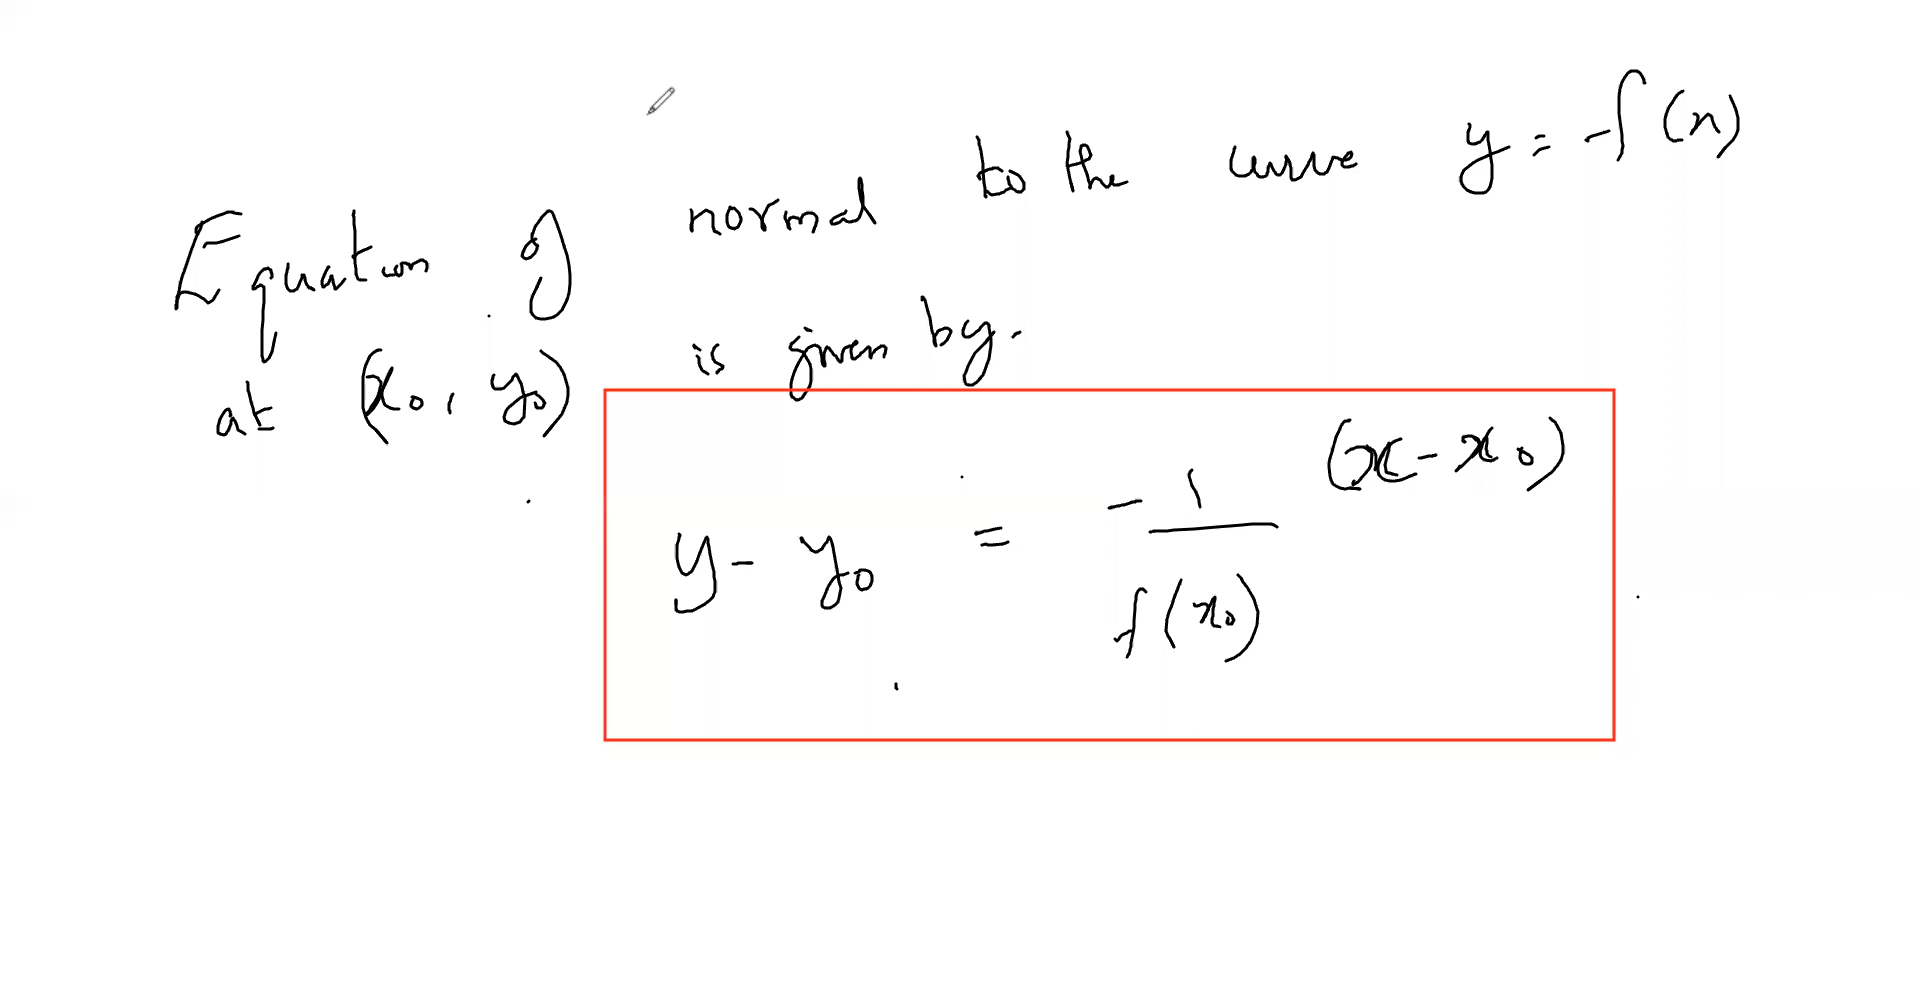 Equation of normal to the curve y = f(x)
at (x₀, y₀) is given by.
y - y₀ = -1/f(x₀) (x - x₀)